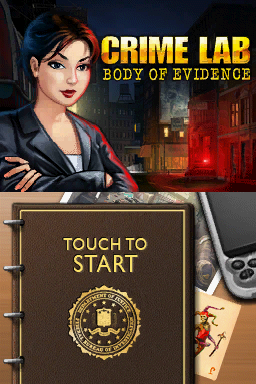 CRIME LAB
BODY OF EVIDENCE
TOUCH TO
START
DEPARTMENT OF JUSTICE
FEDERAL BUREAU OF INVESTIGATION